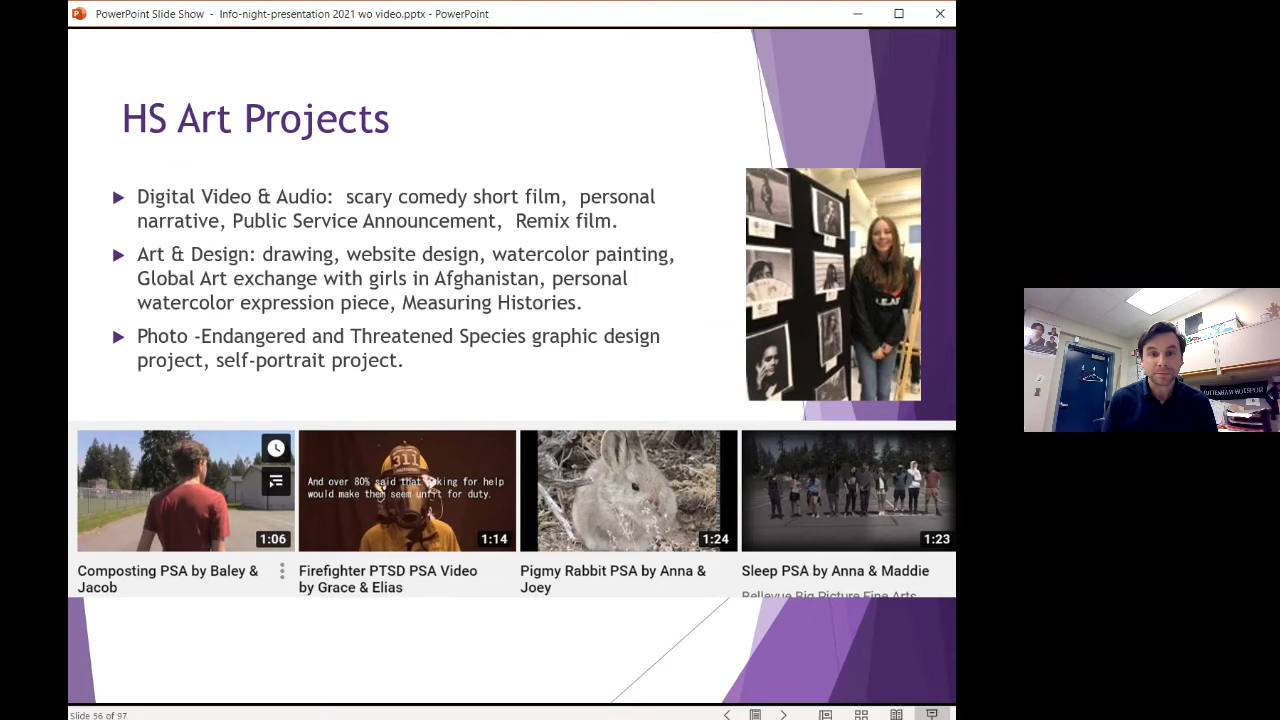 PowerPoint Slide Show - Info-night-presentation 2021 wo video.pptx - PowerPoint
HS Art Projects
Digital Video & Audio: scary comedy short film, personal
narrative, Public Service Announcement, Remix film.
Art & Design: drawing, website design, watercolor painting,
Global Art exchange with girls in Afghanistan, personal
watercolor expression piece, Measuring Histories.
Photo -Endangered and Threatened Species graphic design
project, self-portrait project.
311
And over 80% said that asking for help
would make them seem unfit for duty.
1:06
1:14
1:24
1:23
Composting PSA by Baley &
Jacob
Firefighter PTSD PSA Video
by Grace & Elias
Pigmy Rabbit PSA by Anna &
Joey
Sleep PSA by Anna & Maddie
Bellevue Big Picture Fine Arts
TOTTENHAM HOTSPUR
Slide 56 of 97